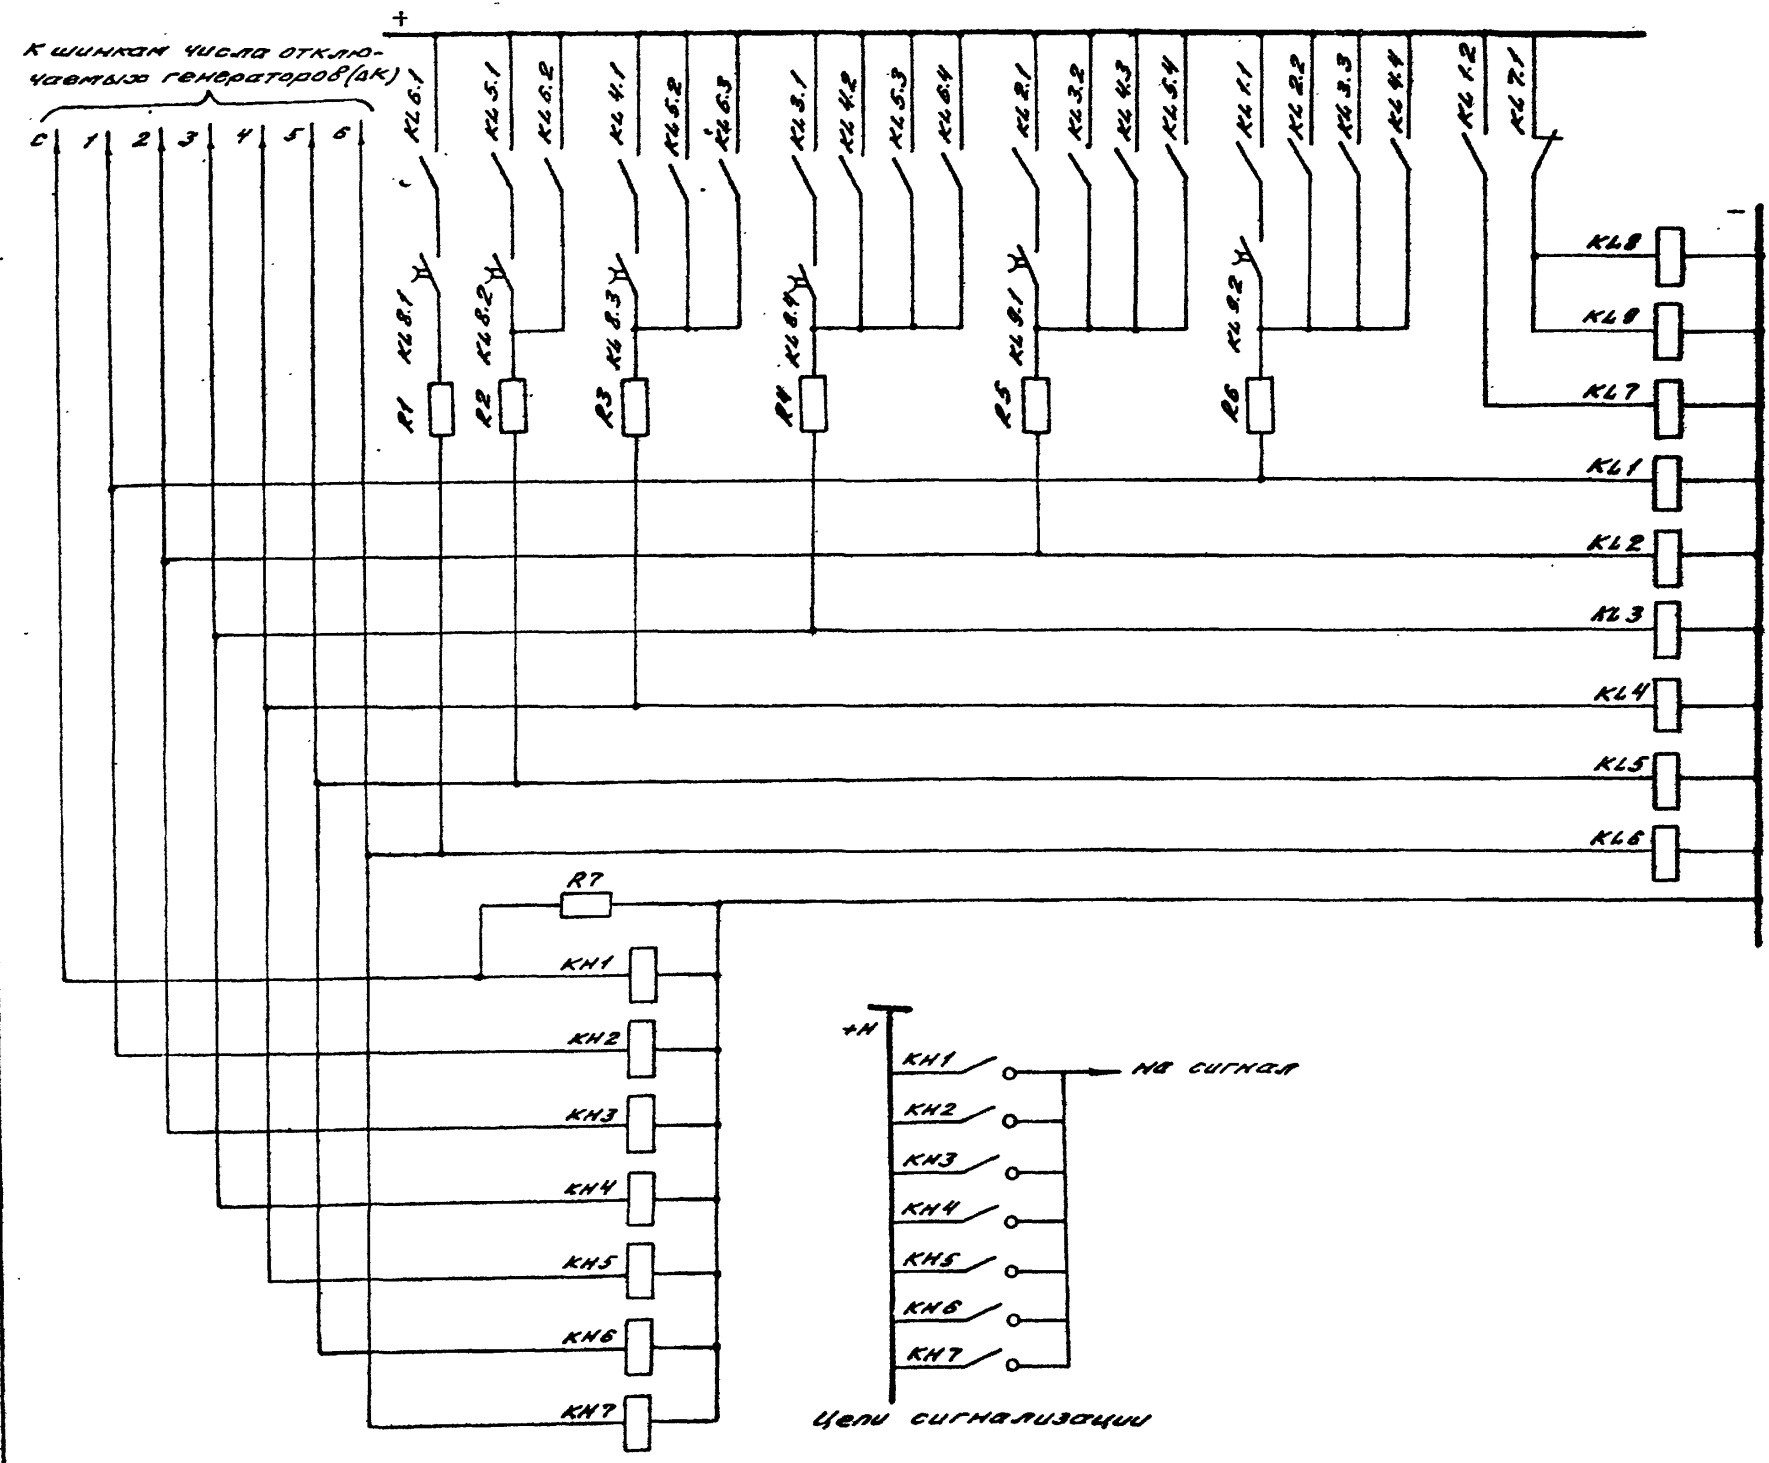 +
К шинкам числа отклю-
чаемых генераторов (ДК)
С 1 2 3 4 5 6
KL6.1 KL5.1 KL6.2 KL4.1 KL5.2 KL6.3 KL3.1 KL4.2 KL5.3 KL6.4 KL2.1 KL3.2 KL4.3 KL5.4 KL1.1 KL2.2 KL3.3 KL4.4 KL1.2 KL7.1
−
KL8.1 KL8.2 KL8.3 KL8.4 KL9.1 KL9.2
R1 R2 R3 R4 R5 R6
KL8
KL9
KL7
KL1
KL2
KL3
KL4
KL5
KL6
R7
KH1
KH2
KH3
KH4
KH5
KH6
KH7
+Н
KH1
на сигнал
KH2
KH3
KH4
KH5
KH6
KH7
Цепи сигнализации